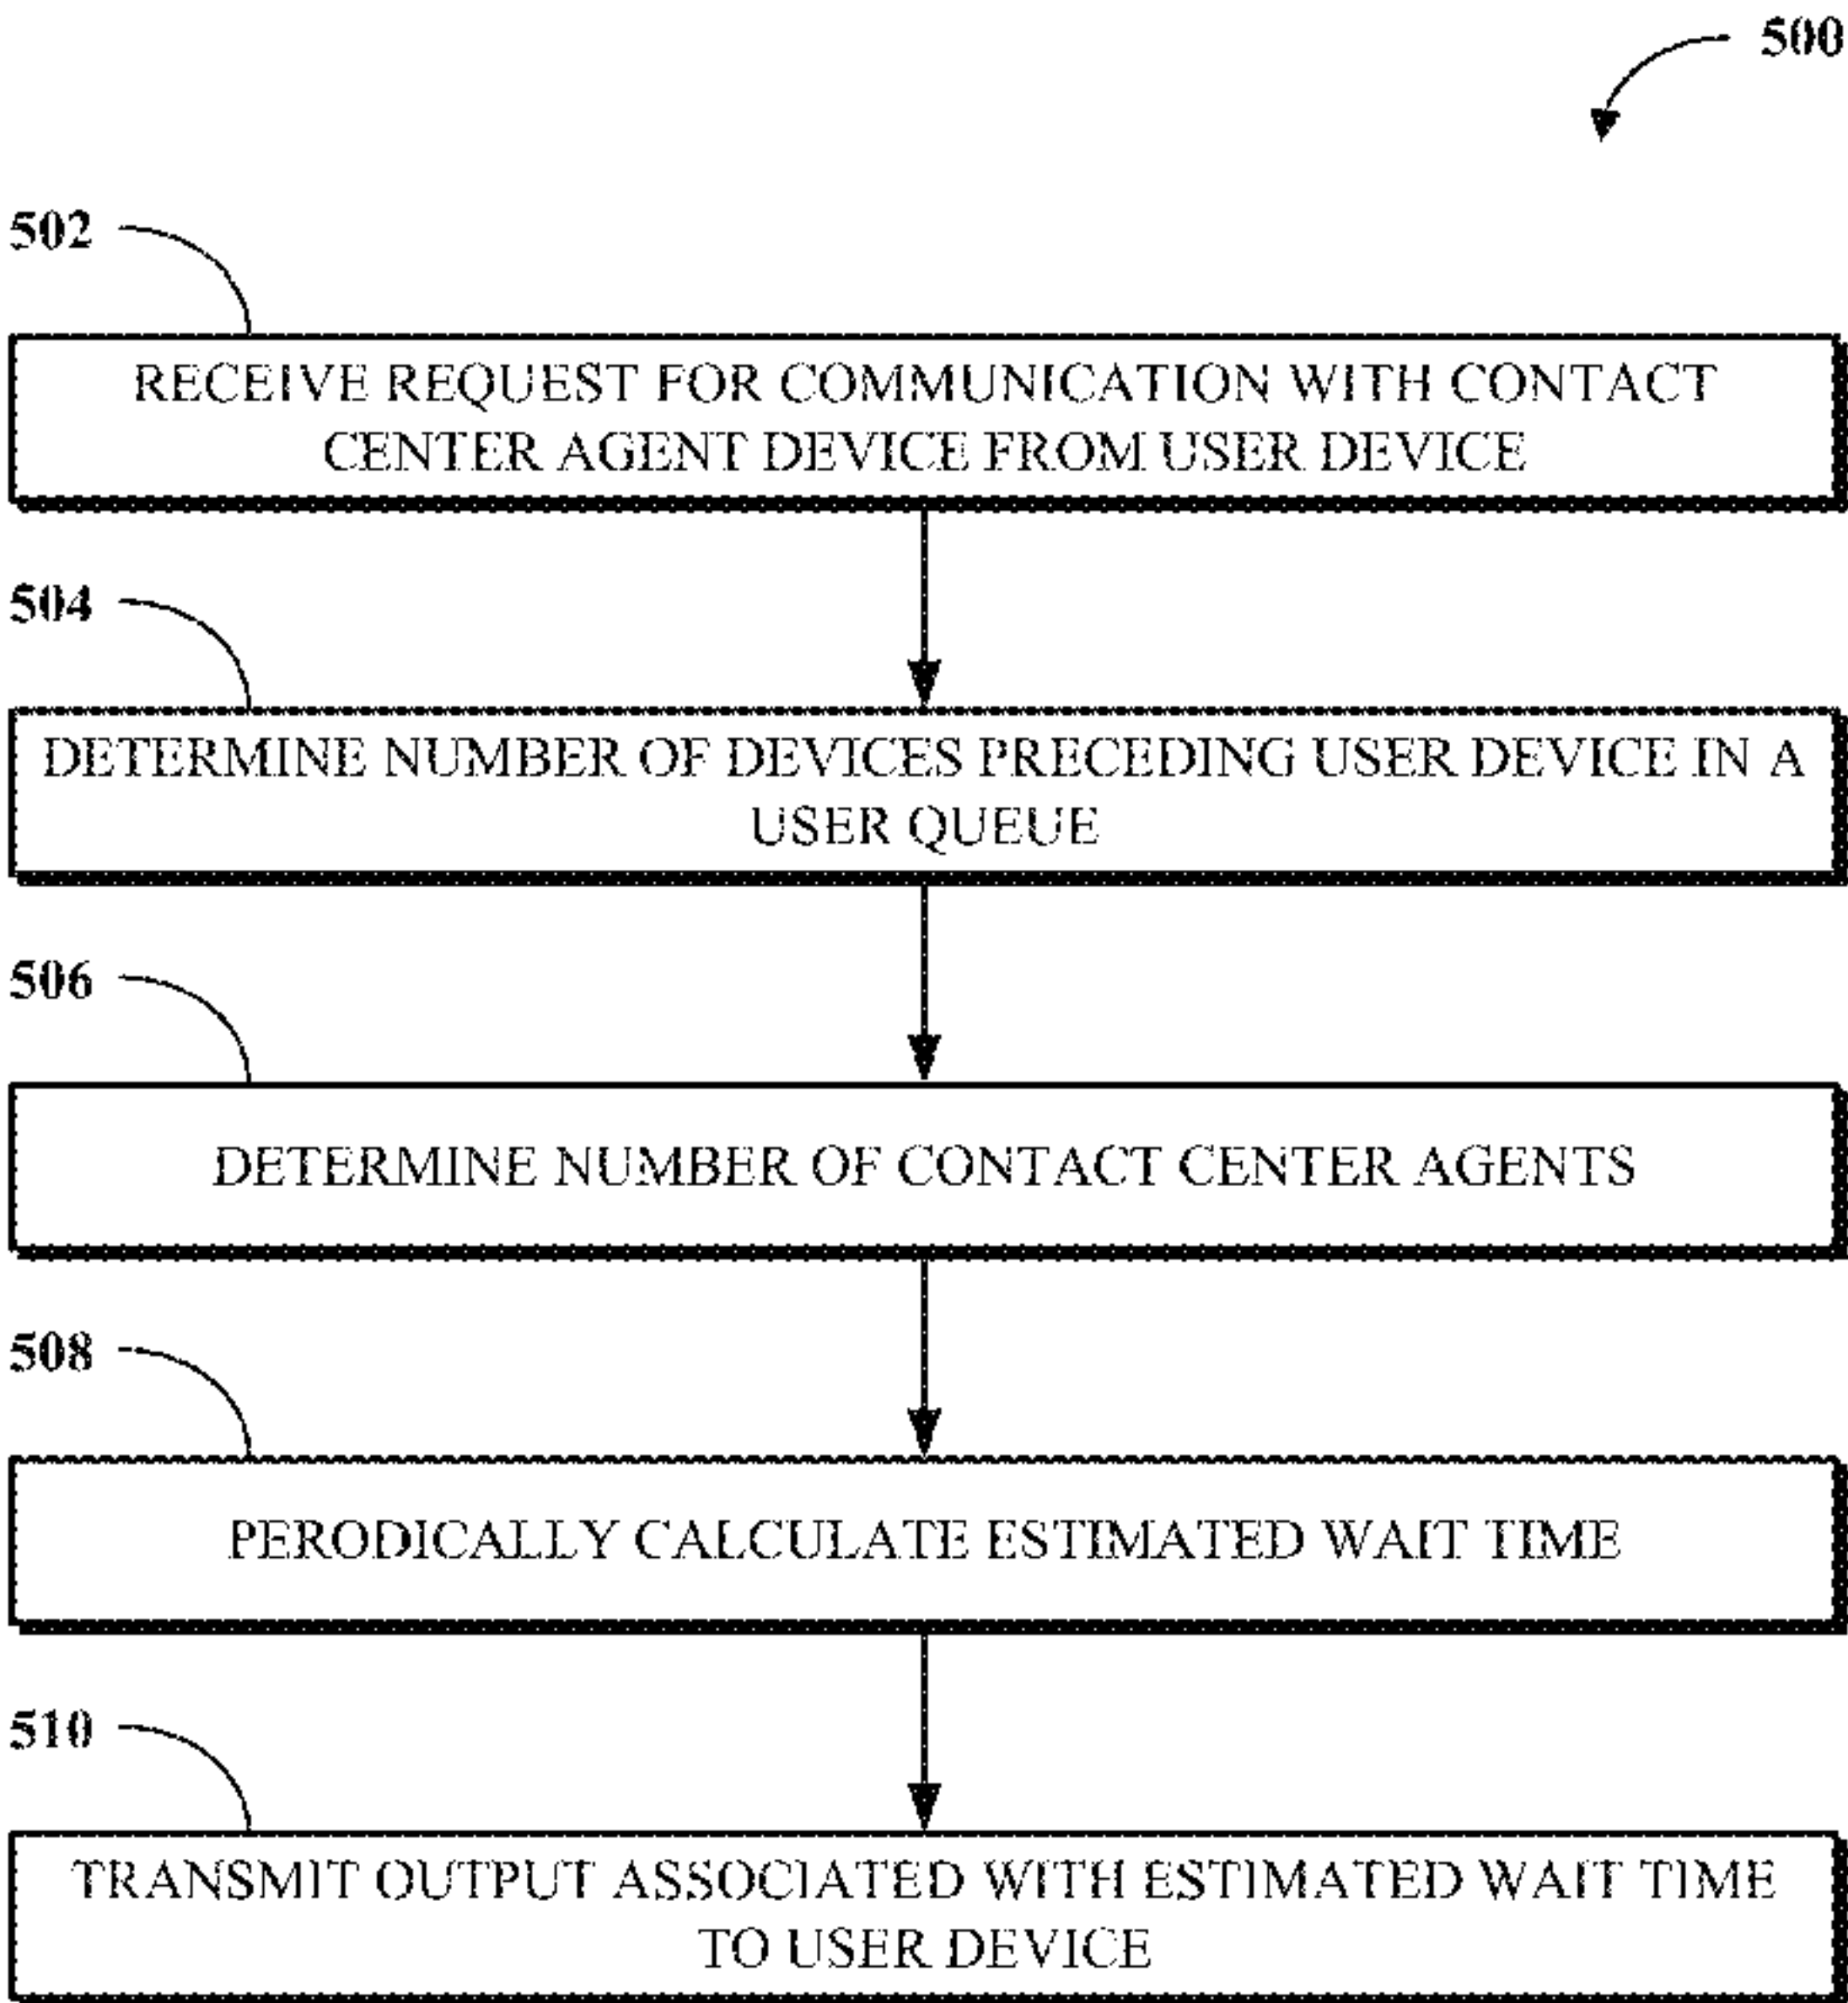 500
502
RECEIVE REQUEST FOR COMMUNICATION WITH CONTACT
CENTER AGENT DEVICE FROM USER DEVICE
504
DETERMINE NUMBER OF DEVICES PRECEDING USER DEVICE IN A
USER QUEUE
506
DETERMINE NUMBER OF CONTACT CENTER AGENTS
508
PERODICALLY CALCULATE ESTIMATED WAIT TIME
510
TRANSMIT OUTPUT ASSOCIATED WITH ESTIMATED WAIT TIME
TO USER DEVICE